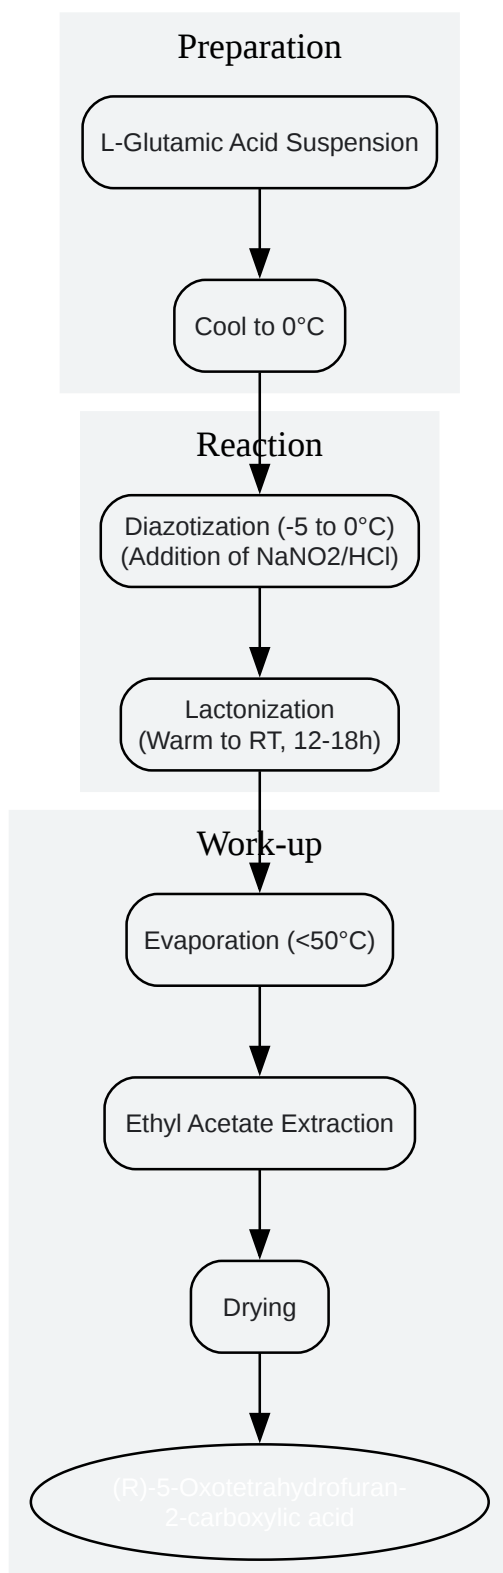 Preparation
L-Glutamic Acid Suspension
Cool to 0°C
Reaction
Diazotization (-5 to 0°C)
(Addition of NaNO2/HCl)
Lactonization
(Warm to RT, 12-18h)
Work-up
Evaporation (<50°C)
Ethyl Acetate Extraction
Drying
(R)-5-Oxotetrahydrofuran-
2-carboxylic acid